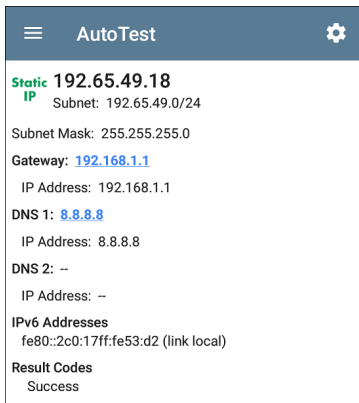 AutoTest
Static IP
192.65.49.18
Subnet: 192.65.49.0/24
Subnet Mask: 255.255.255.0
Gateway: 192.168.1.1
IP Address: 192.168.1.1
DNS 1: 8.8.8.8
IP Address: 8.8.8.8
DNS 2: --
IP Address: --
IPv6 Addresses
fe80::2c0:17ff:fe53:d2 (link local)
Result Codes
Success